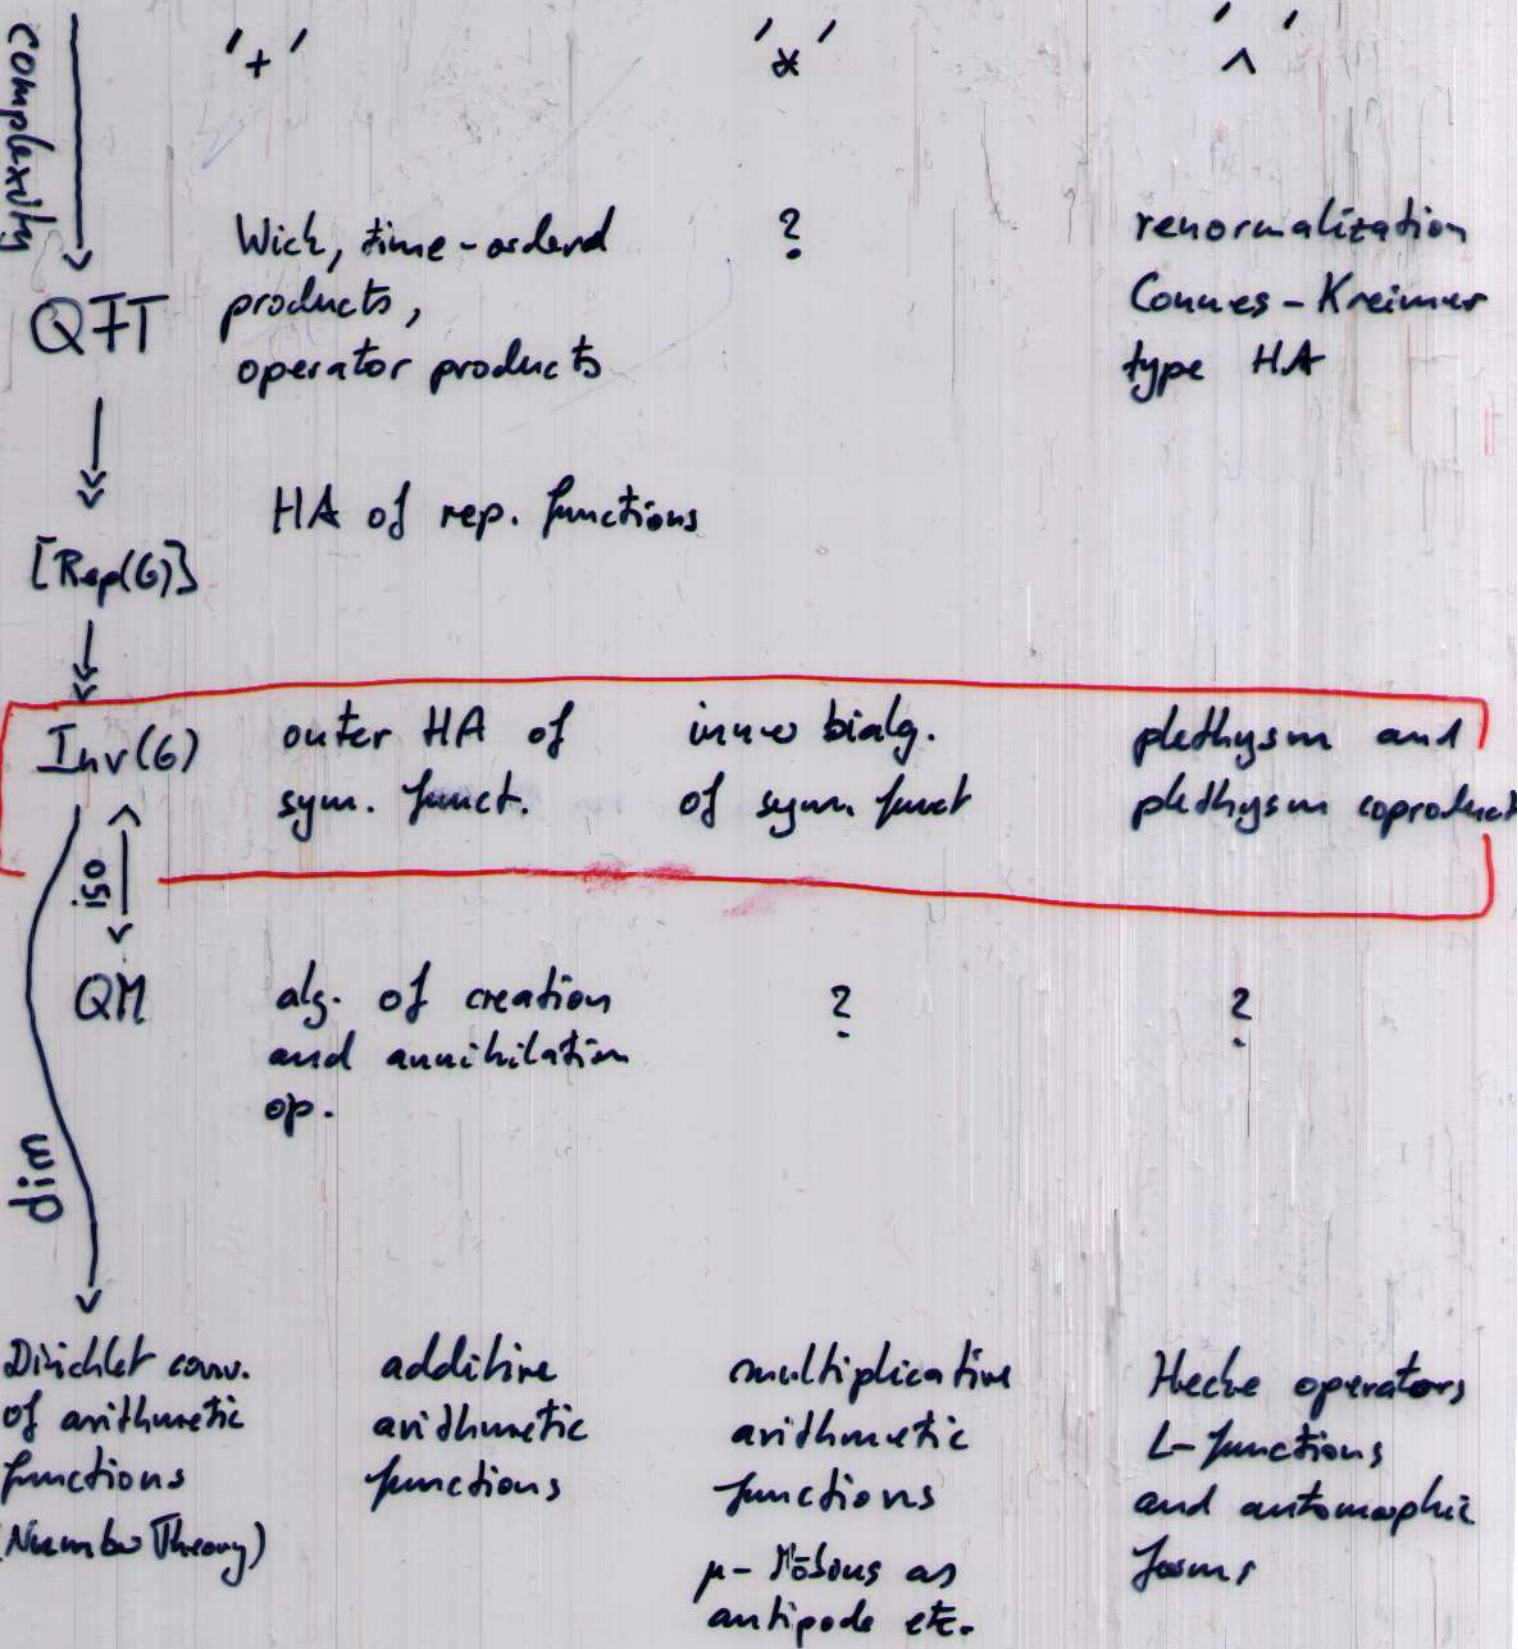 complexity
'+'
'*'
'^'
QFT
Wick, time-orderd
products,
operator products
?
renormalization
Connes-Kreimer
type HA
HA of rep. functions
[Rep(G)]
Inv(G)
outer HA of
sym. funct.
inner bialg.
of sym. funct
plethysm and
plethysm coproduct
iso.
QM
alg. of creation
and annihilation
op.
?
?
dim
Dirichlet conv.
of arithmetic
functions
(Number Theory)
additive
arithmetic
functions
multiplicative
arithmetic
functions
μ- Möbius as
antipode etc.
Hecke operators
L-functions
and automorphic
forms